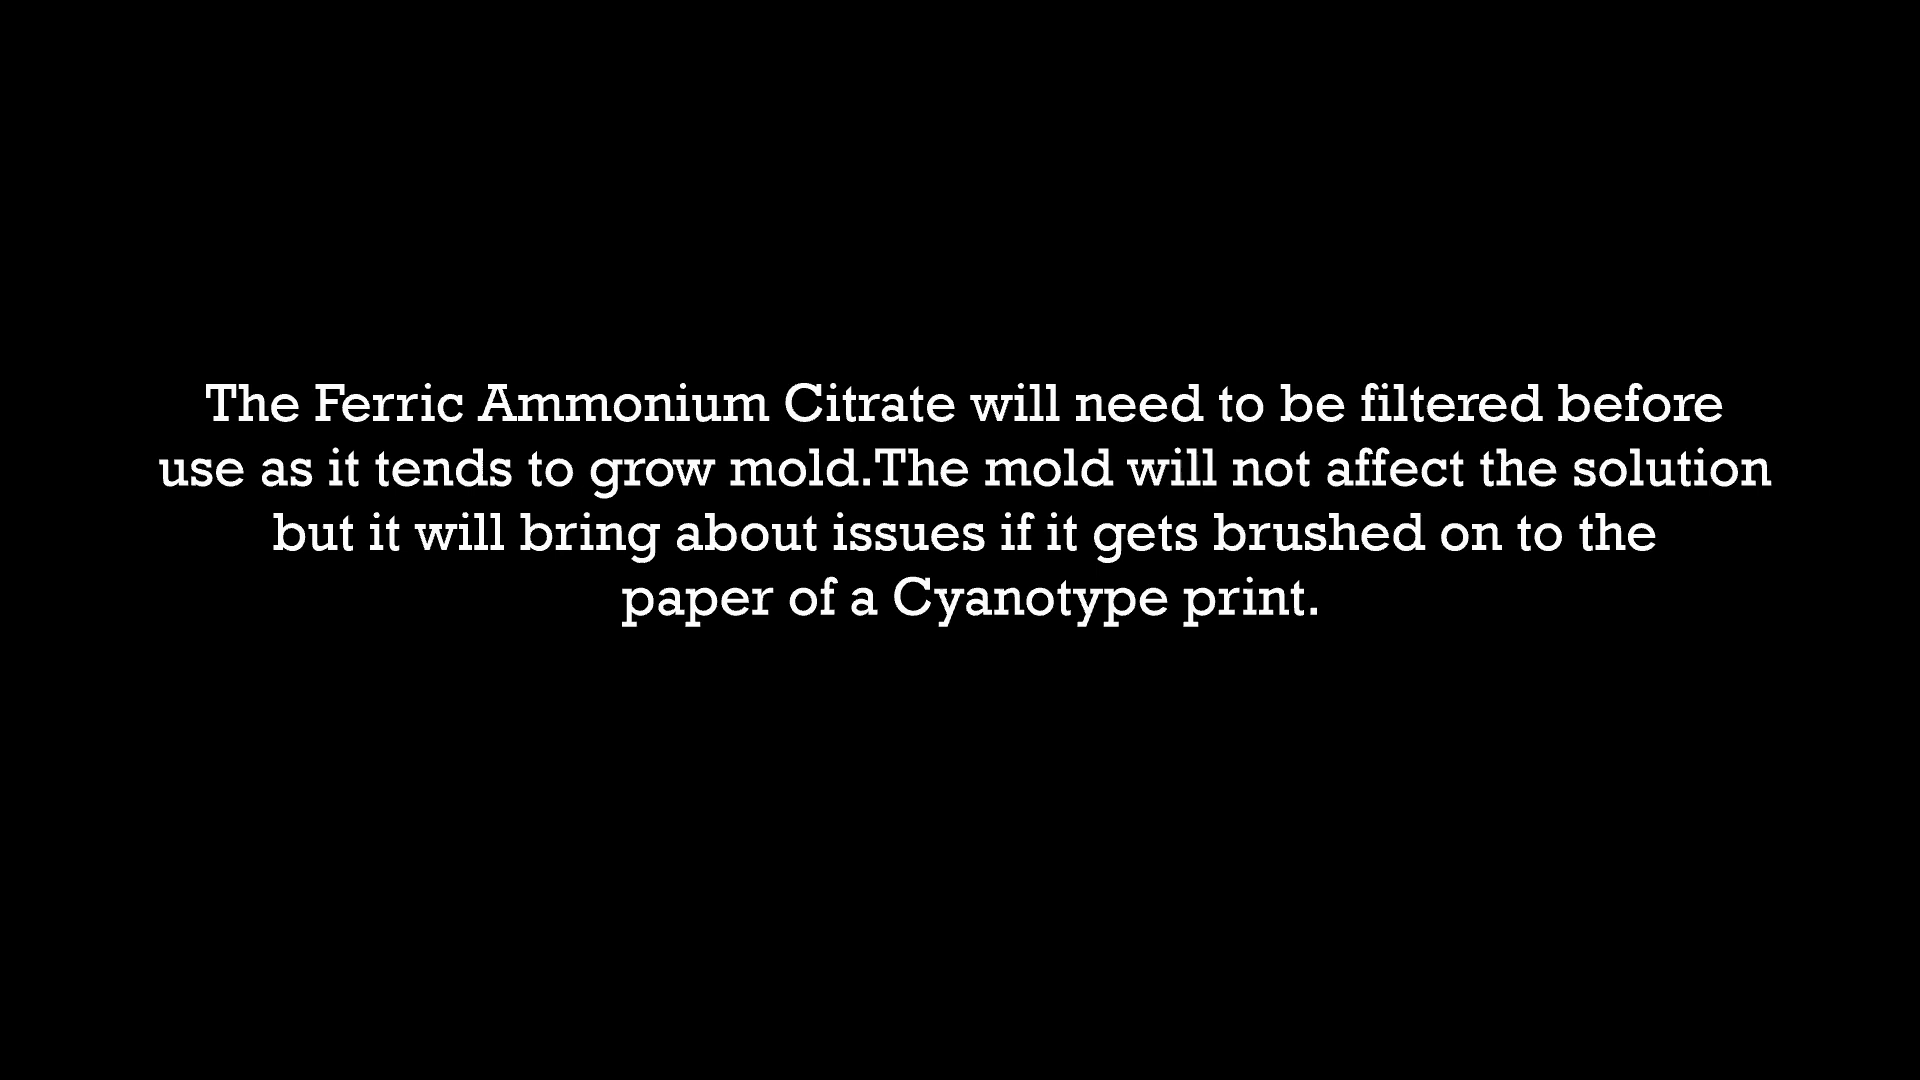 The Ferric Ammonium Citrate will need to be filtered before
use as it tends to grow mold.The mold will not affect the solution
but it will bring about issues if it gets brushed on to the
paper of a Cyanotype print.